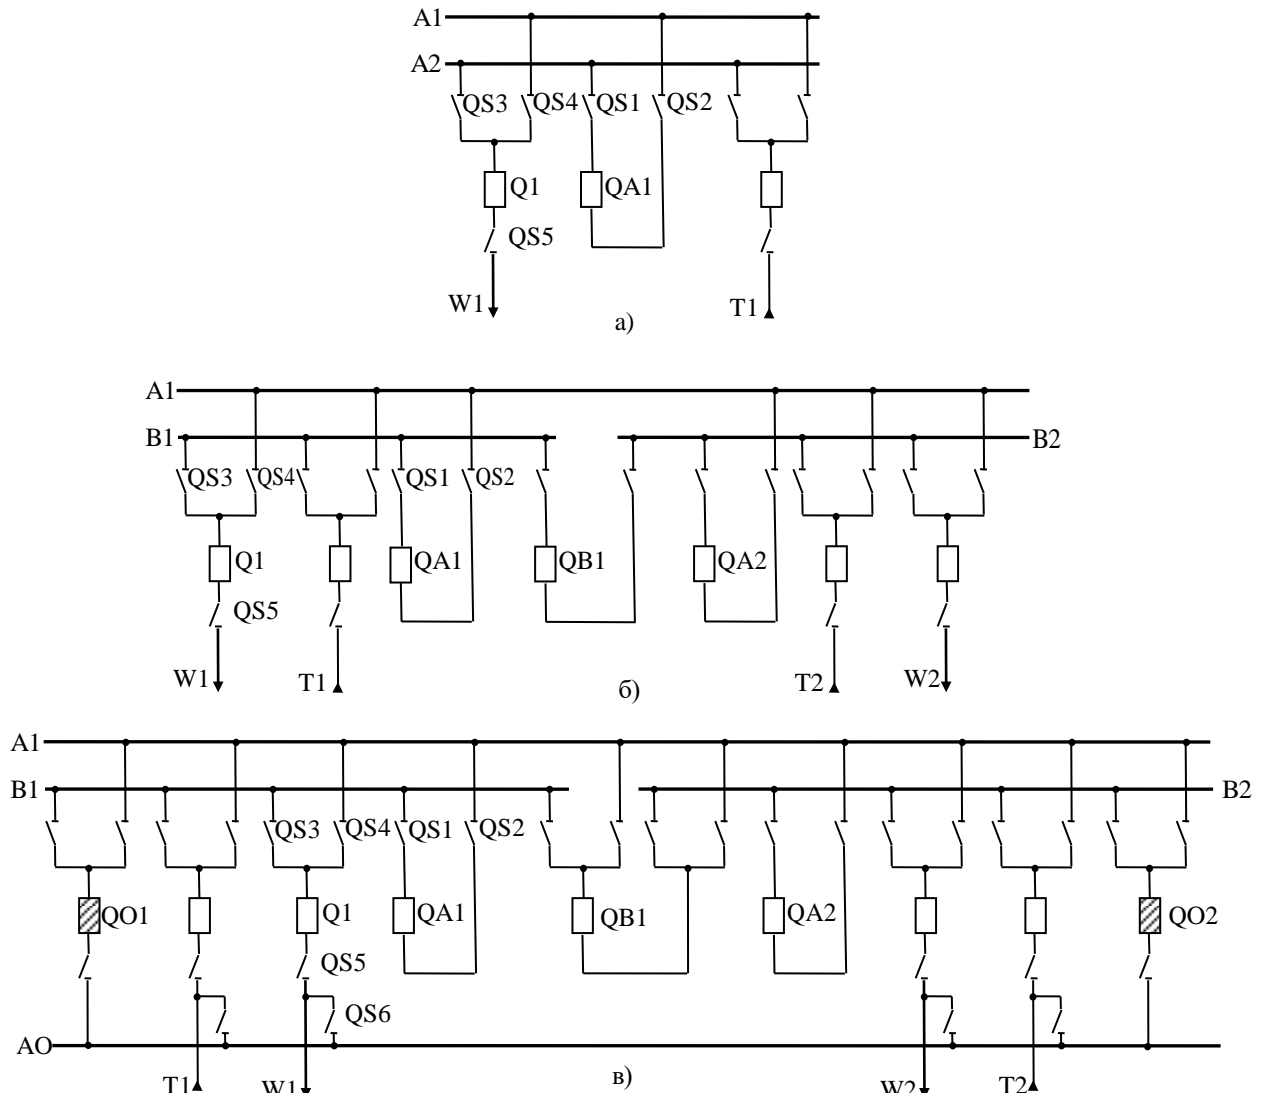 A1
A2
QS3 QS4 QS1 QS2
Q1 QA1
QS5
W1 T1
а)
A1
B1 B2
QS3 QS4 QS1 QS2
Q1 QA1 QB1 QA2
QS5
W1 T1 T2 W2
б)
A1
B1 B2
QS3 QS4 QS1 QS2
QO1 Q1 QA1 QB1 QA2 QO2
QS5
QS6
AO
T1 W1 W2 T2
в)